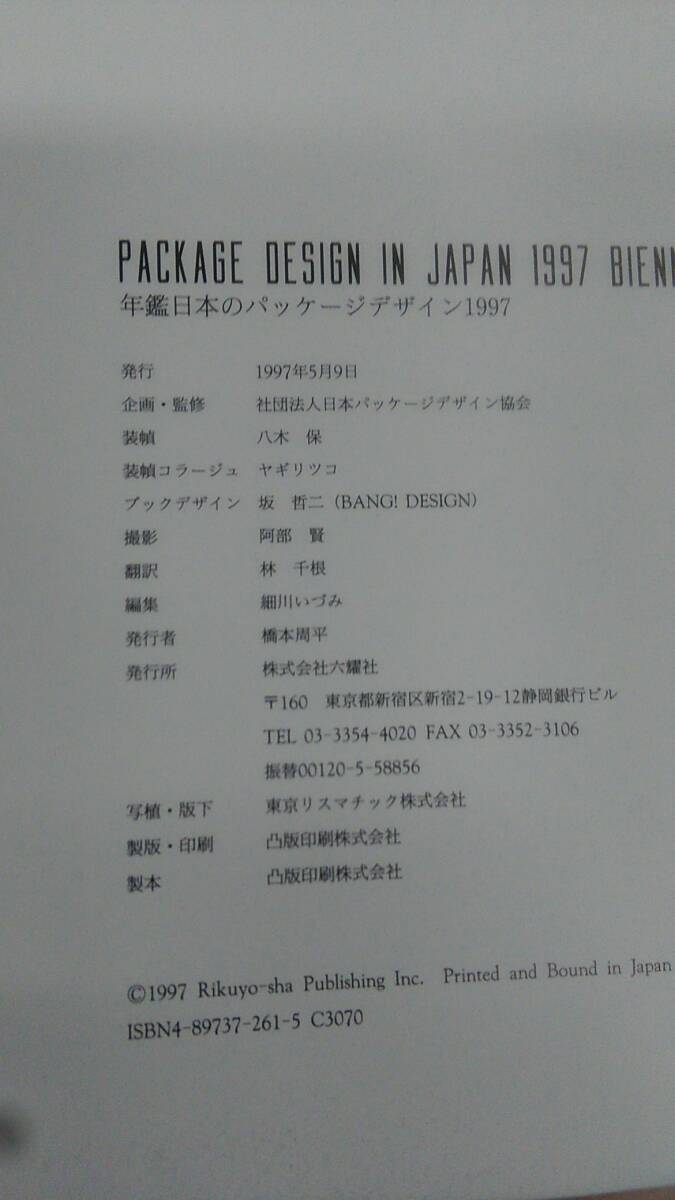 PACKAGE DESIGN IN JAPAN 1997
年鑑日本のパッケージデザイン1997
発行 1997年5月9日
企画・監修 社団法人日本パッケージデザイン協会
装幀 八木 保
装幀コラージュ ヤギリツコ
ブックデザイン 坂 哲二（BANG! DESIGN）
撮影 阿部 賢
翻訳 林 千根
編集 細川いづみ
発行者 橋本周平
発行所 株式会社六耀社
〒160 東京都新宿区新宿2-19-12静岡銀行ビル
TEL 03-3354-4020 FAX 03-3352-3106
振替00120-5-58856
写植・版下 東京リスマチック株式会社
製版・印刷 凸版印刷株式会社
製本 凸版印刷株式会社
©1997 Rikuyo-sha Publishing Inc. Printed and Bound in Japan
ISBN4-89737-261-5 C3070